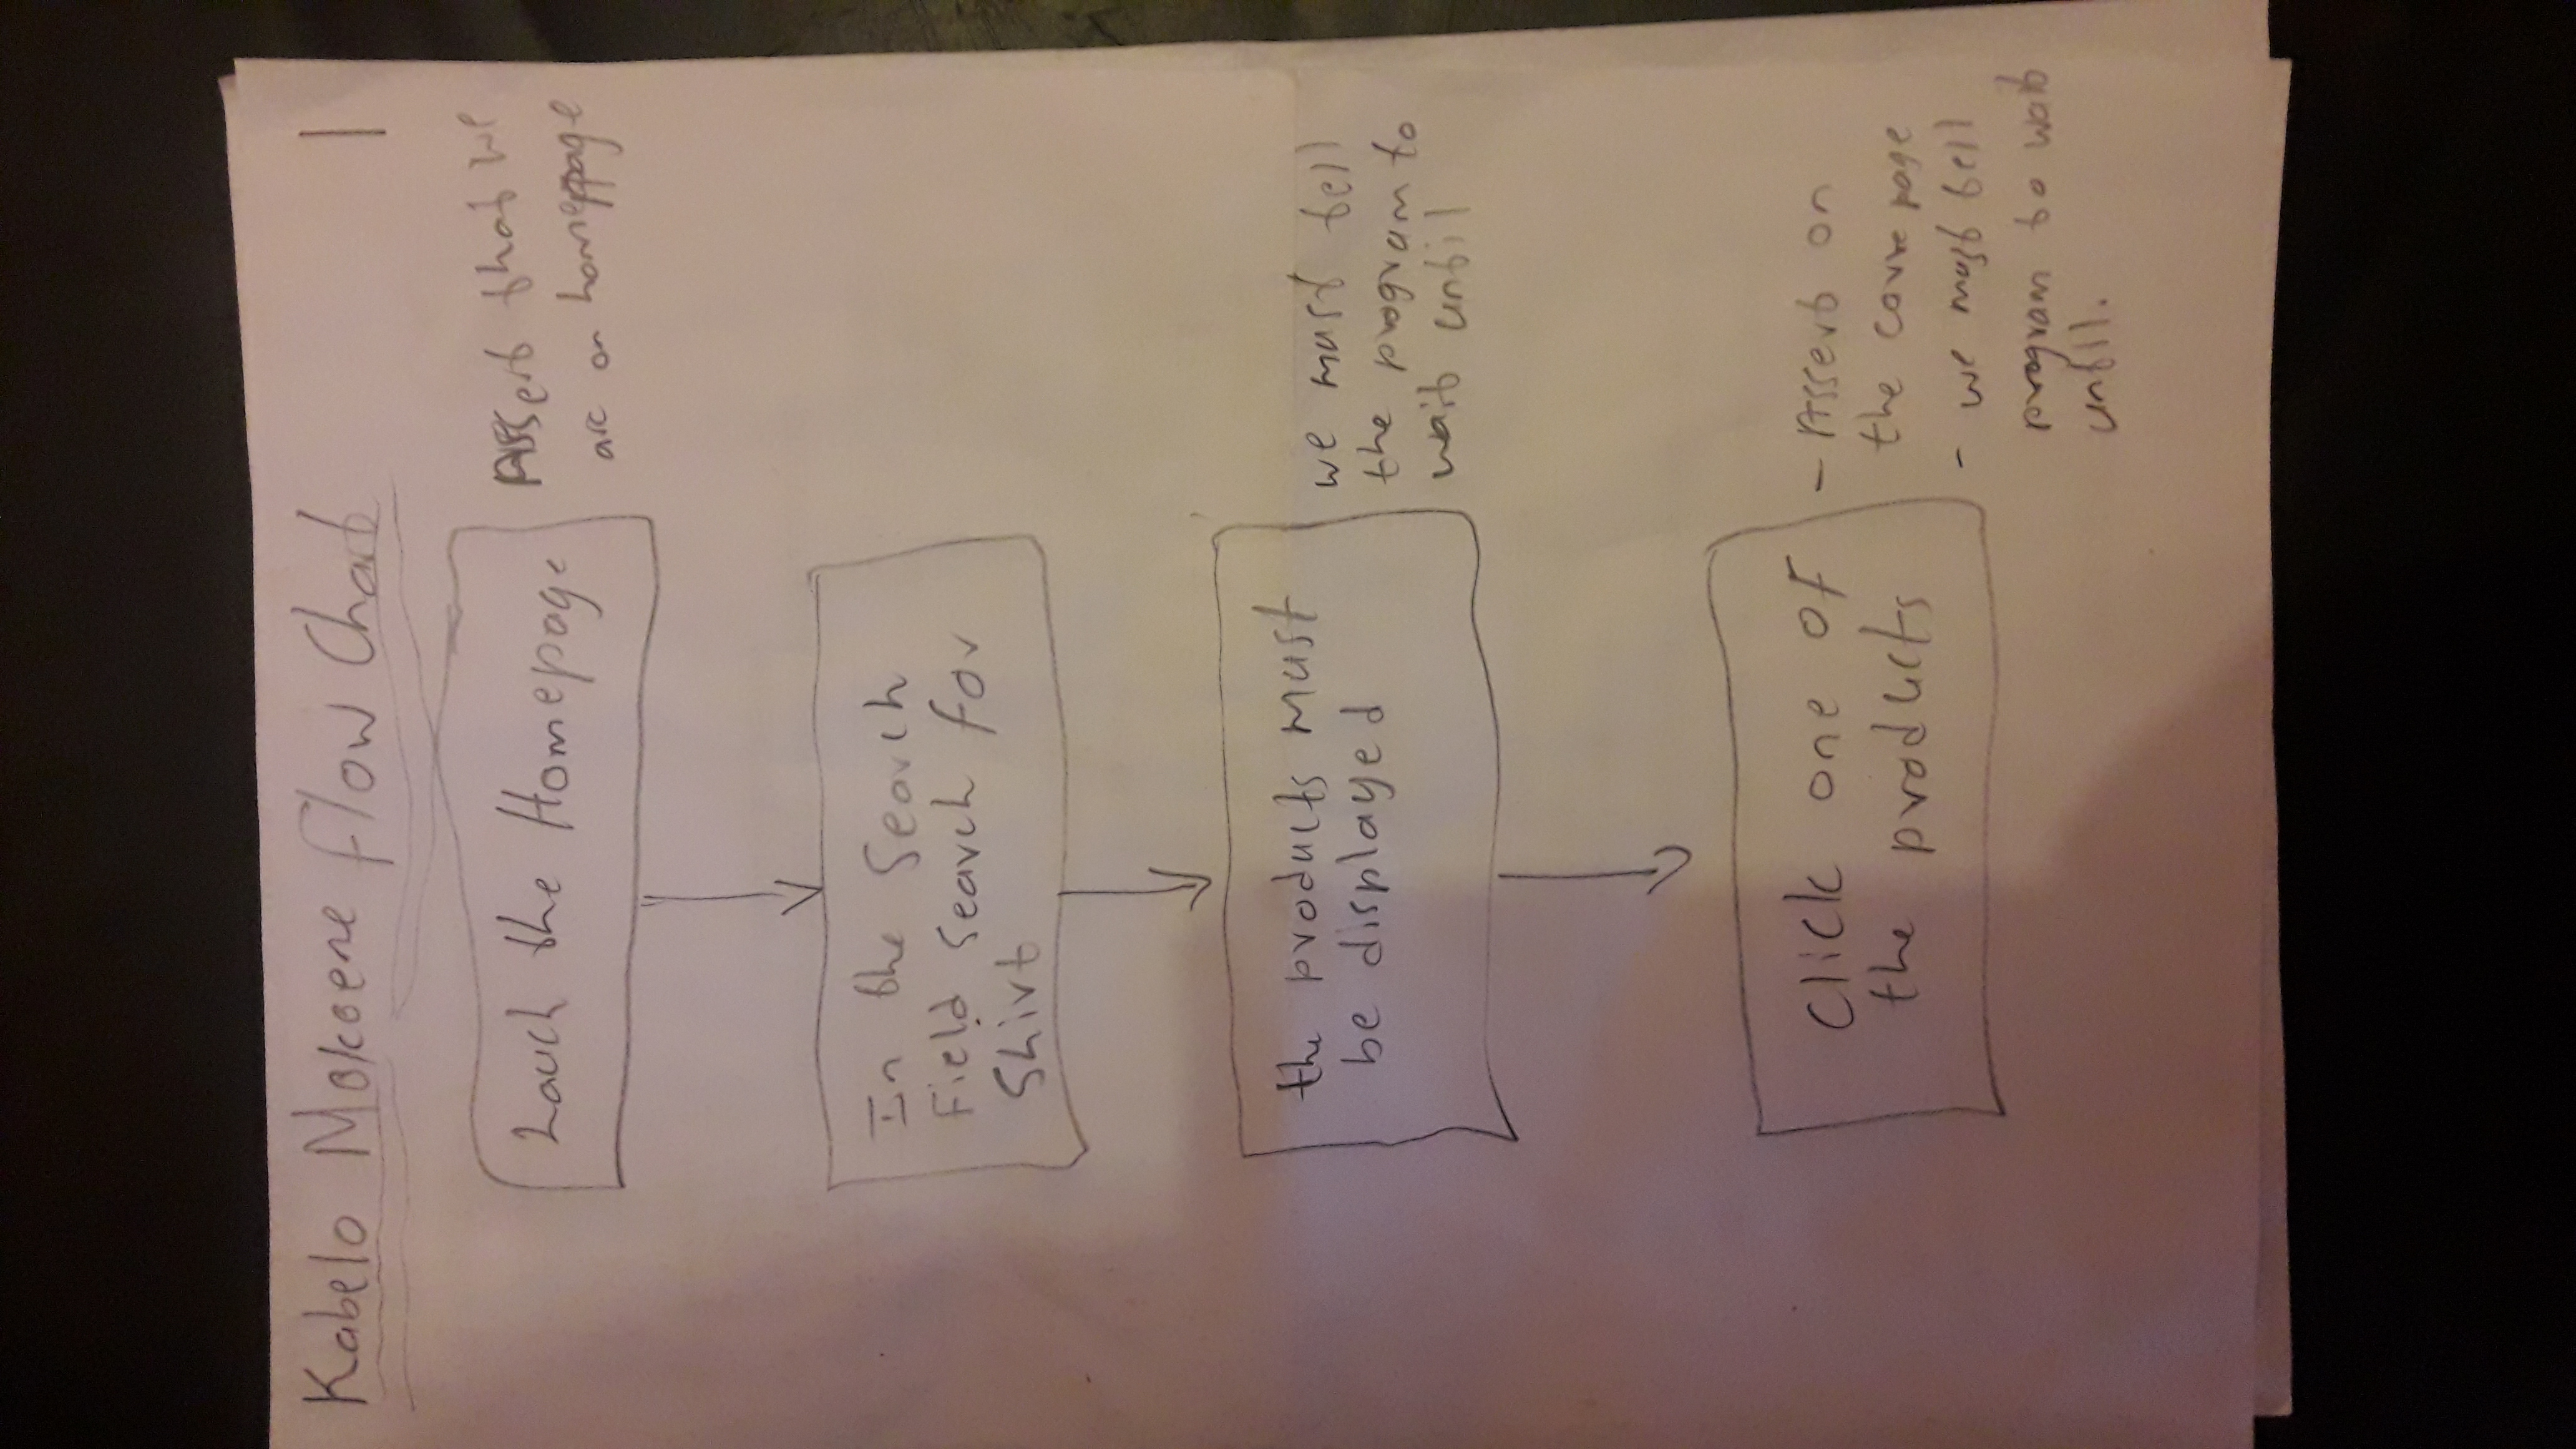 Kabelo Mokoene Flow Chart
1
Lauch the Homepage
Assert that we
are on homeppage
In the Search
Field Search for
Shirt
the products must
be displayed
we must tell
the program to
wait until
Click one of
the products
- Assert on
the page
- we must tell
program to wait
untill.